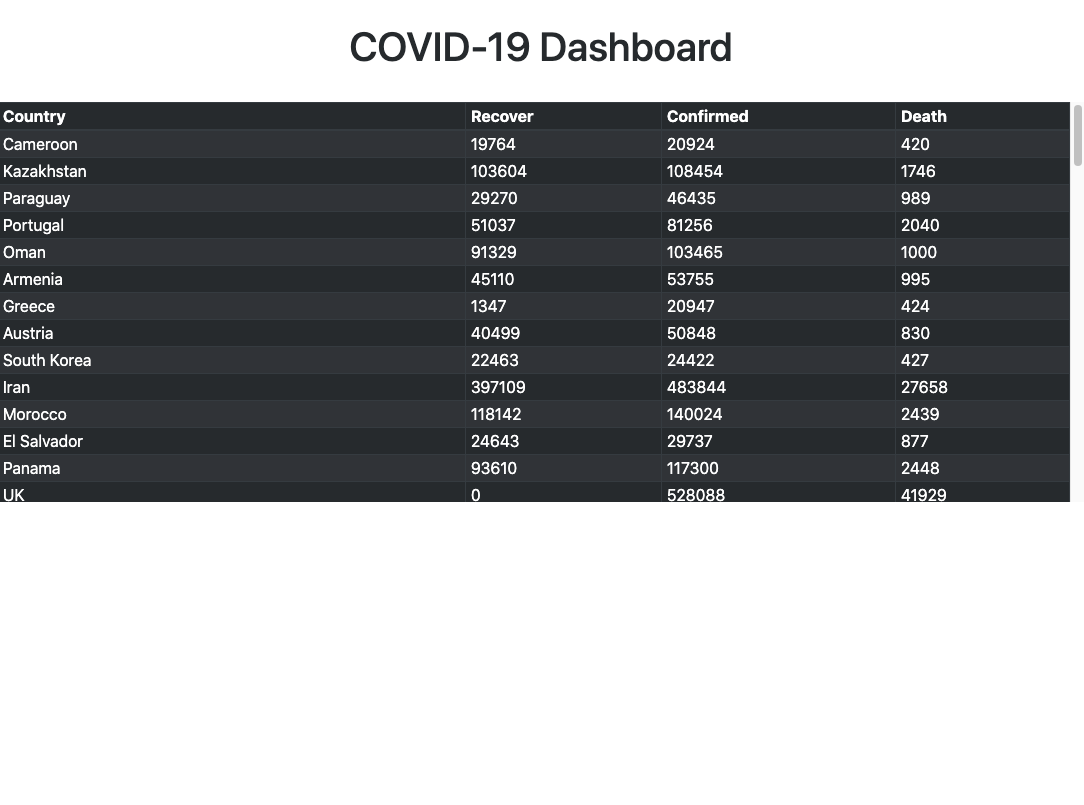 COVID-19 Dashboard
Country Recover Confirmed Death
Cameroon 19764 20924 420
Kazakhstan 103604 108454 1746
Paraguay 29270 46435 989
Portugal 51037 81256 2040
Oman 91329 103465 1000
Armenia 45110 53755 995
Greece 1347 20947 424
Austria 40499 50848 830
South Korea 22463 24422 427
Iran 397109 483844 27658
Morocco 118142 140024 2439
El Salvador 24643 29737 877
Panama 93610 117300 2448
UK 0 528088 41929